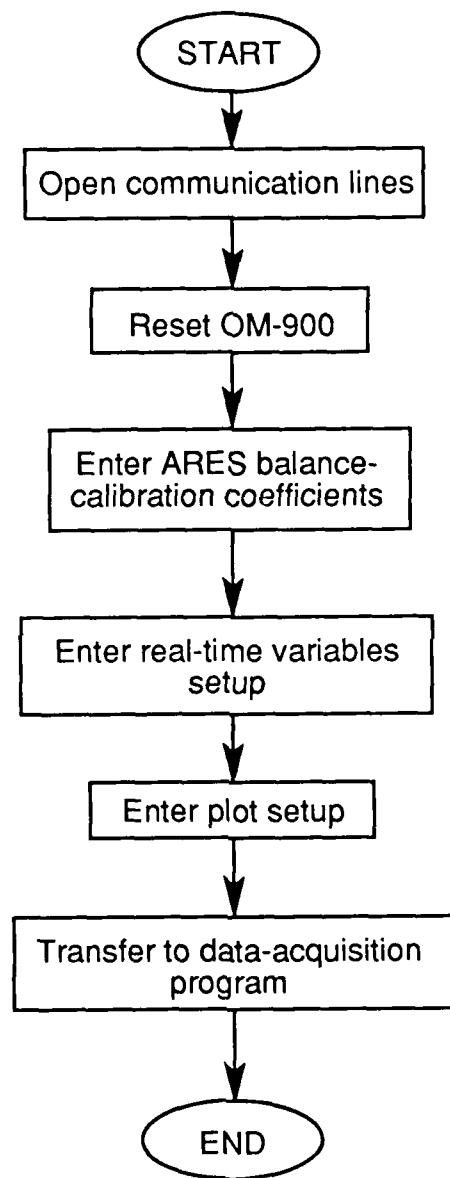 START
Open communication lines
Reset OM-900
Enter ARES balance-
calibration coefficients
Enter real-time variables
setup
Enter plot setup
Transfer to data-acquisition
program
END